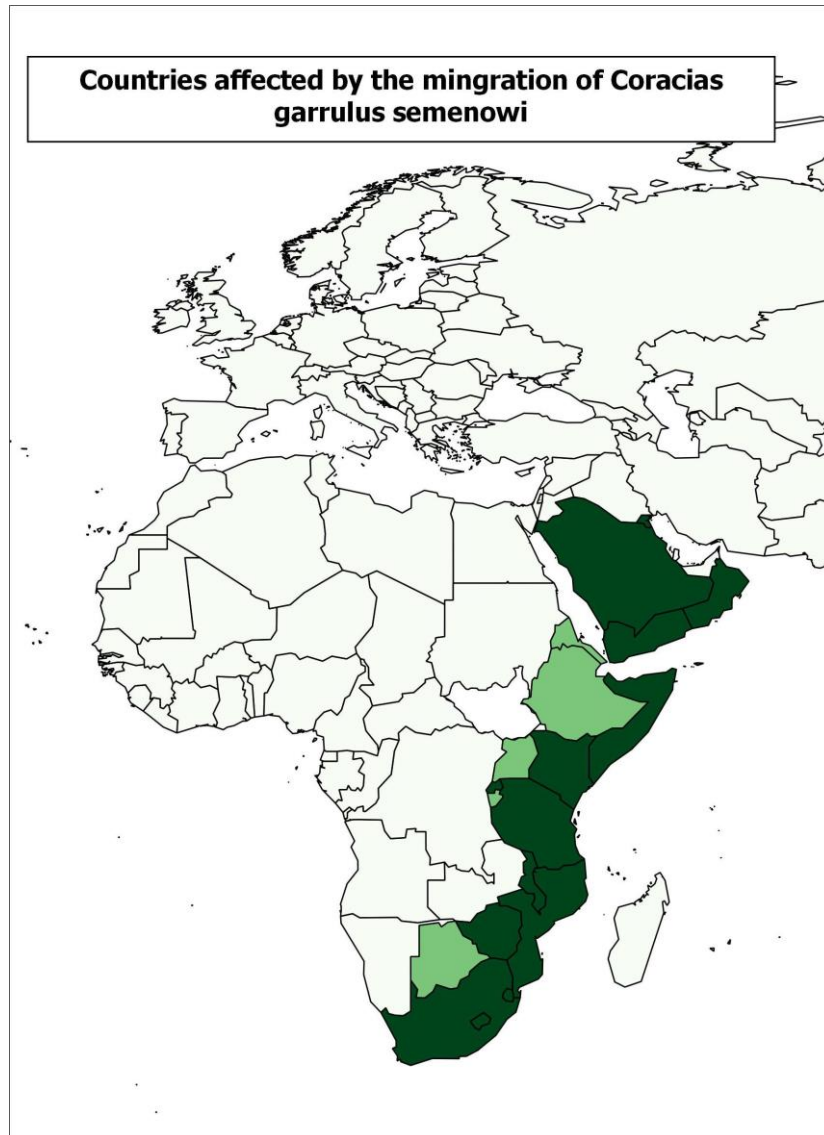 Countries affected by the mingration of Coracias
garrulus semenowi